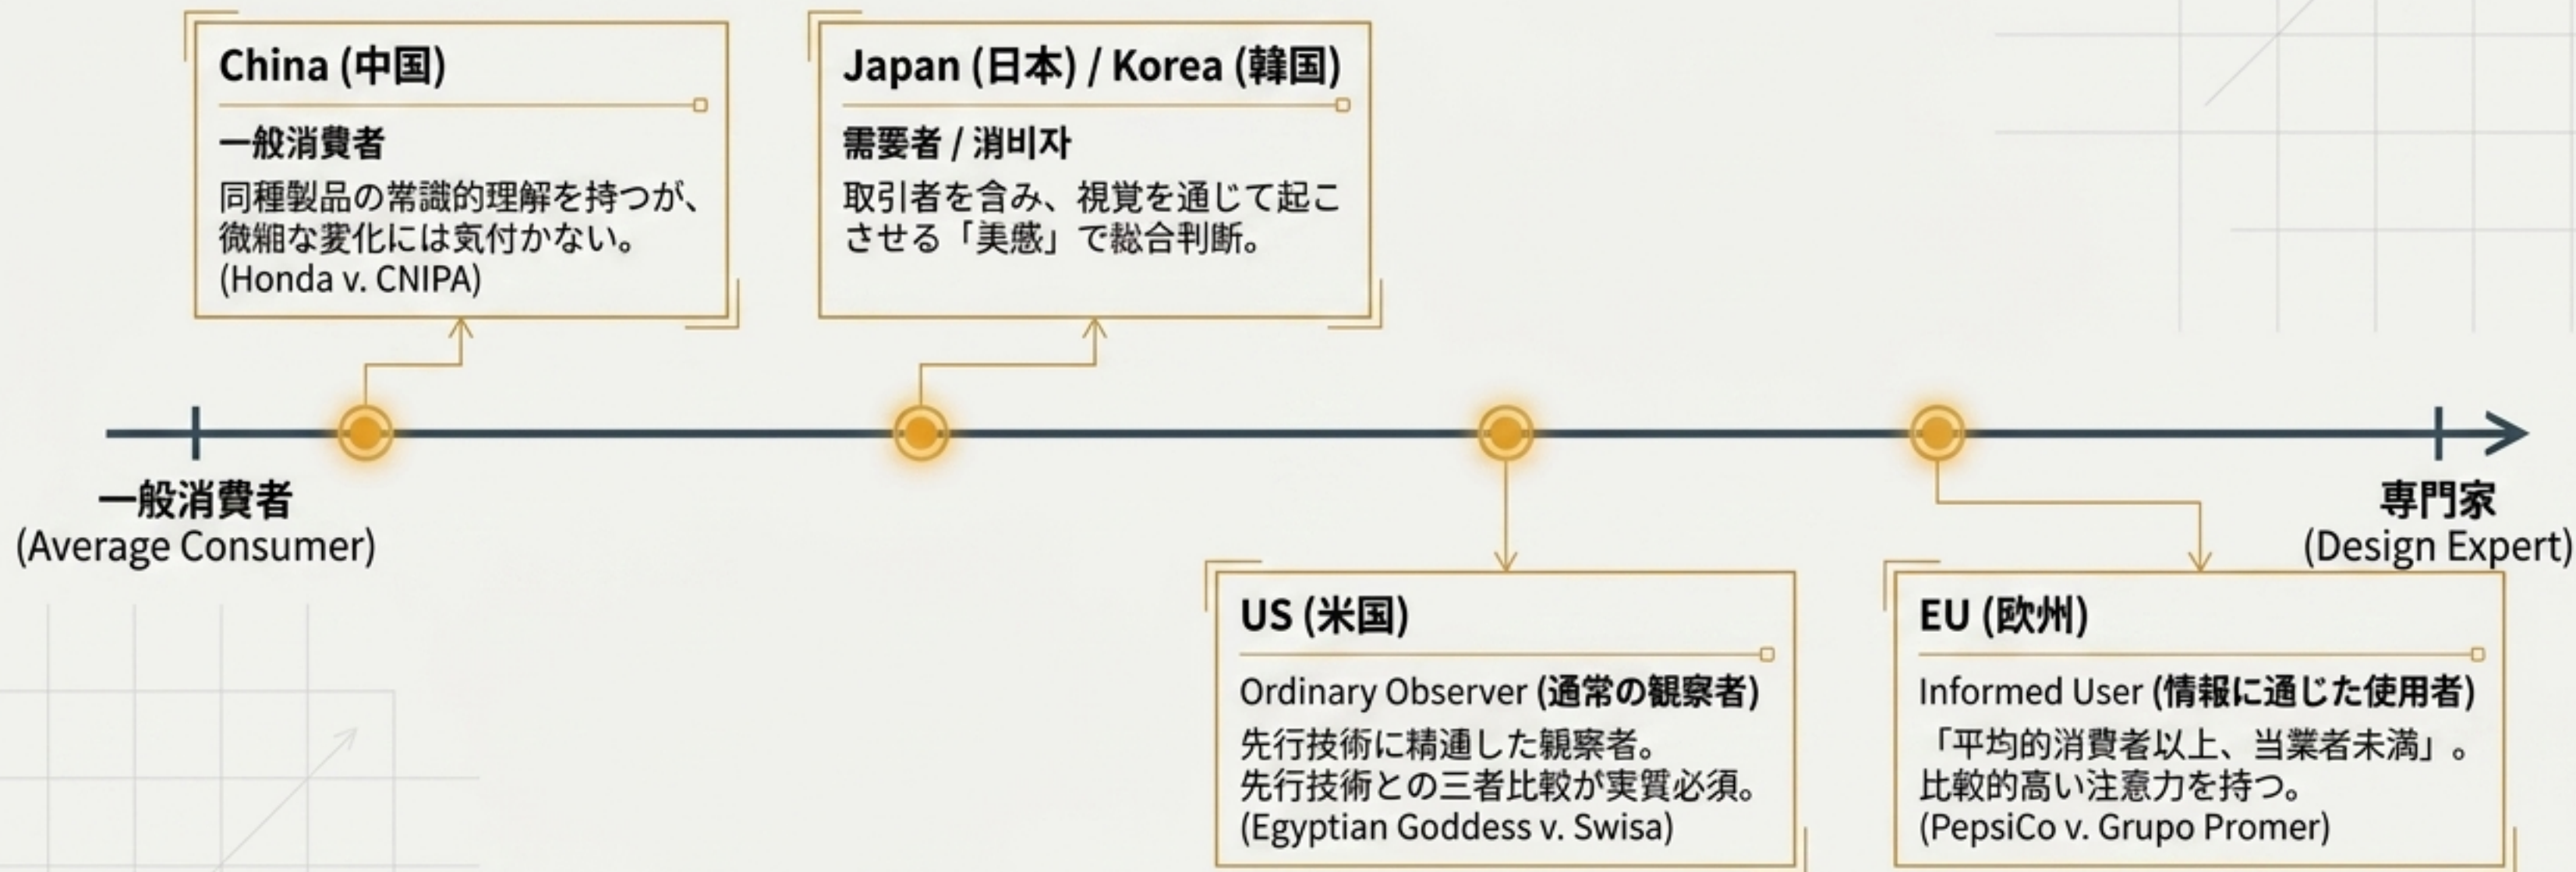 China (中国)
一般消費者
同種製品の常識的理解を持つが、
な変化には気付かない。
(Honda v. CNIPA)
Japan (日本) / Korea (韓国)
需要者 / 消비자
取引者を含み、視覚を通じて起こ
させる「美感」で総合判断。
一般消費者
(Average Consumer)
専門家
(Design Expert)
US (米国)
Ordinary Observer (通常の観察者)
先行技術に精通した観察者。
先行技術との三者比較が実質必須。
(Egyptian Goddess v. Swisa)
EU (欧州)
Informed User (情報に通じた使用者)
「平均的消費者以上、当業者未満」。
比較的高い注意力を持つ。
(PepsiCo v. Grupo Promer)